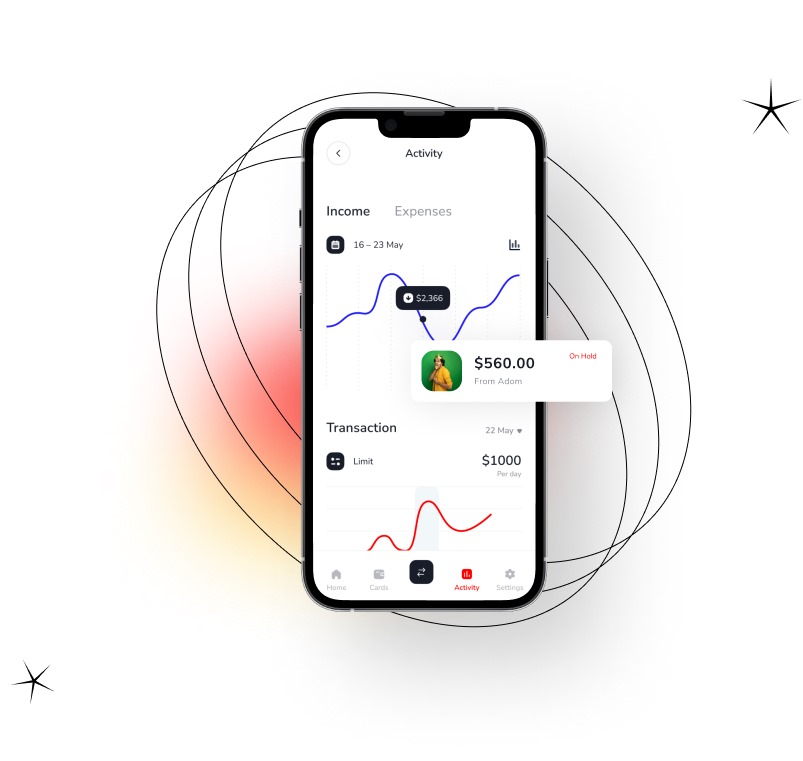 Activity
Income Expenses
16 – 23 May
$2,366
$560.00 On Hold
From Adom
Transaction 22 May
Limit $1000
Per day
Home Cards Activity Settings